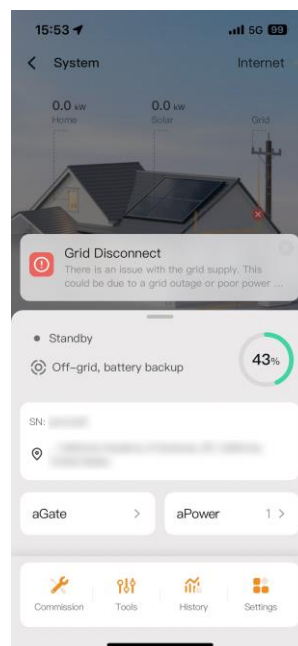 15:53
5G 99
System
Internet
0.0 kW
0.0 kW
Home
Solar
Grid
Grid Disconnect
There is an issue with the grid supply. This
could be due to a grid outage or poor power ...
Standby
Off-grid, battery backup
43%
SN:
aGate
aPower
1
Commission
Tools
History
Settings